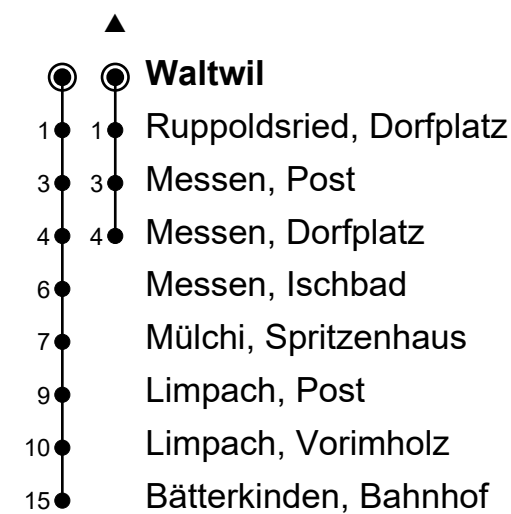 Waltwil
1 1 Ruppoldsried, Dorfplatz
3 3 Messen, Post
4 4 Messen, Dorfplatz
6 Messen, Ischbad
7 Mülchi, Spritzenhaus
9 Limpach, Post
10 Limpach, Vorimholz
15 Bätterkinden, Bahnhof